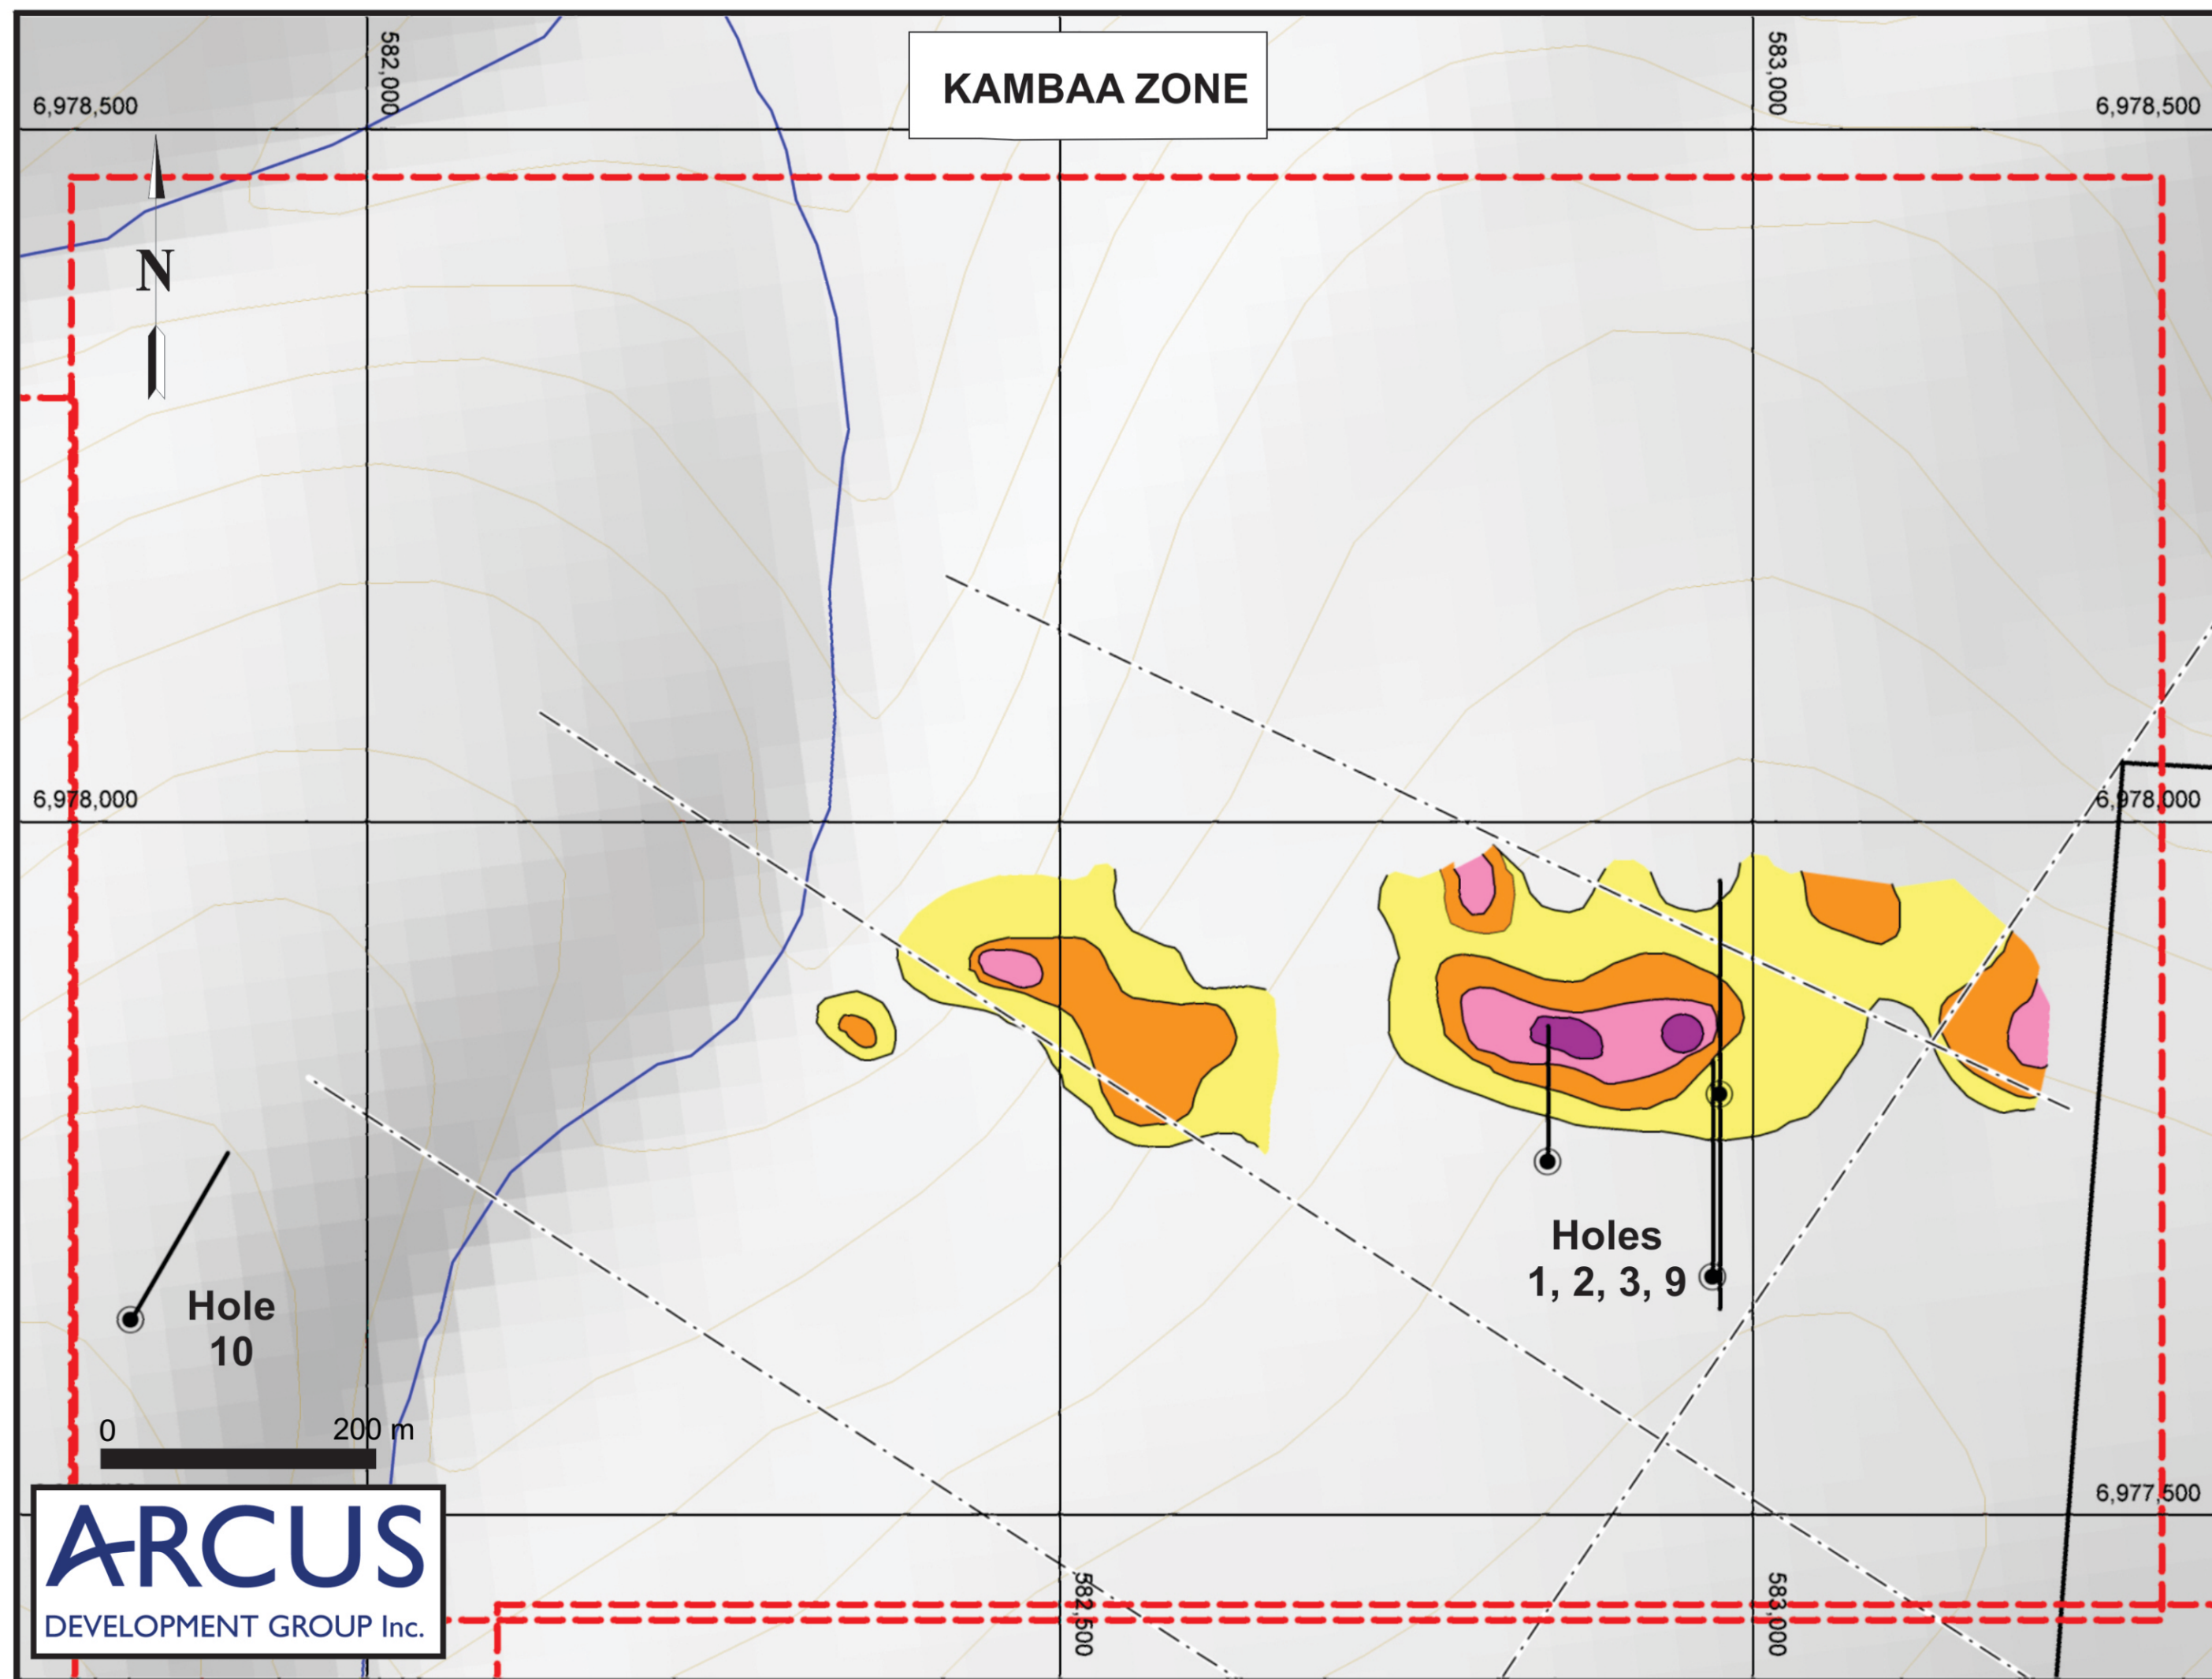 KAMBAA ZONE
582,000
583,000
6,978,500
6,978,500
N
6,978,000
6,978,000
Holes
1, 2, 3, 9
Hole
10
0
200 m
6,977,500
ARCUS
DEVELOPMENT GROUP Inc.
582,500
583,000